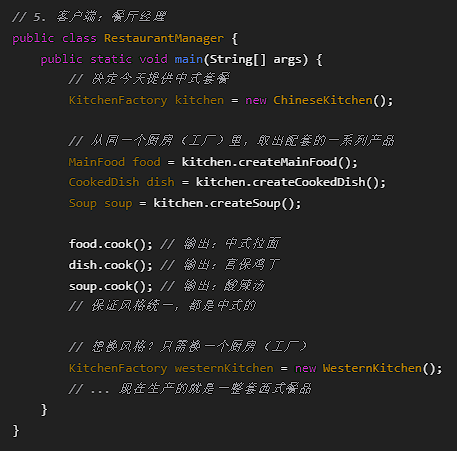 // 5. 客户端：餐厅经理
public class RestaurantManager {
    public static void main(String[] args) {
        // 决定今天提供中式套餐
        KitchenFactory kitchen = new ChineseKitchen();

        // 从同一个厨房（工厂）里，取出配套的一系列产品
        MainFood food = kitchen.createMainFood();
        CookedDish dish = kitchen.createCookedDish();
        Soup soup = kitchen.createSoup();

        food.cook(); // 输出：中式拉面
        dish.cook(); // 输出：宫保鸡丁
        soup.cook(); // 输出：酸辣汤
        // 保证风格统一，都是中式的

        // 想换风格？只需换一个厨房（工厂）
        KitchenFactory westernKitchen = new WesternKitchen();
        // ... 现在生产的就是一整套西式餐品
    }
}